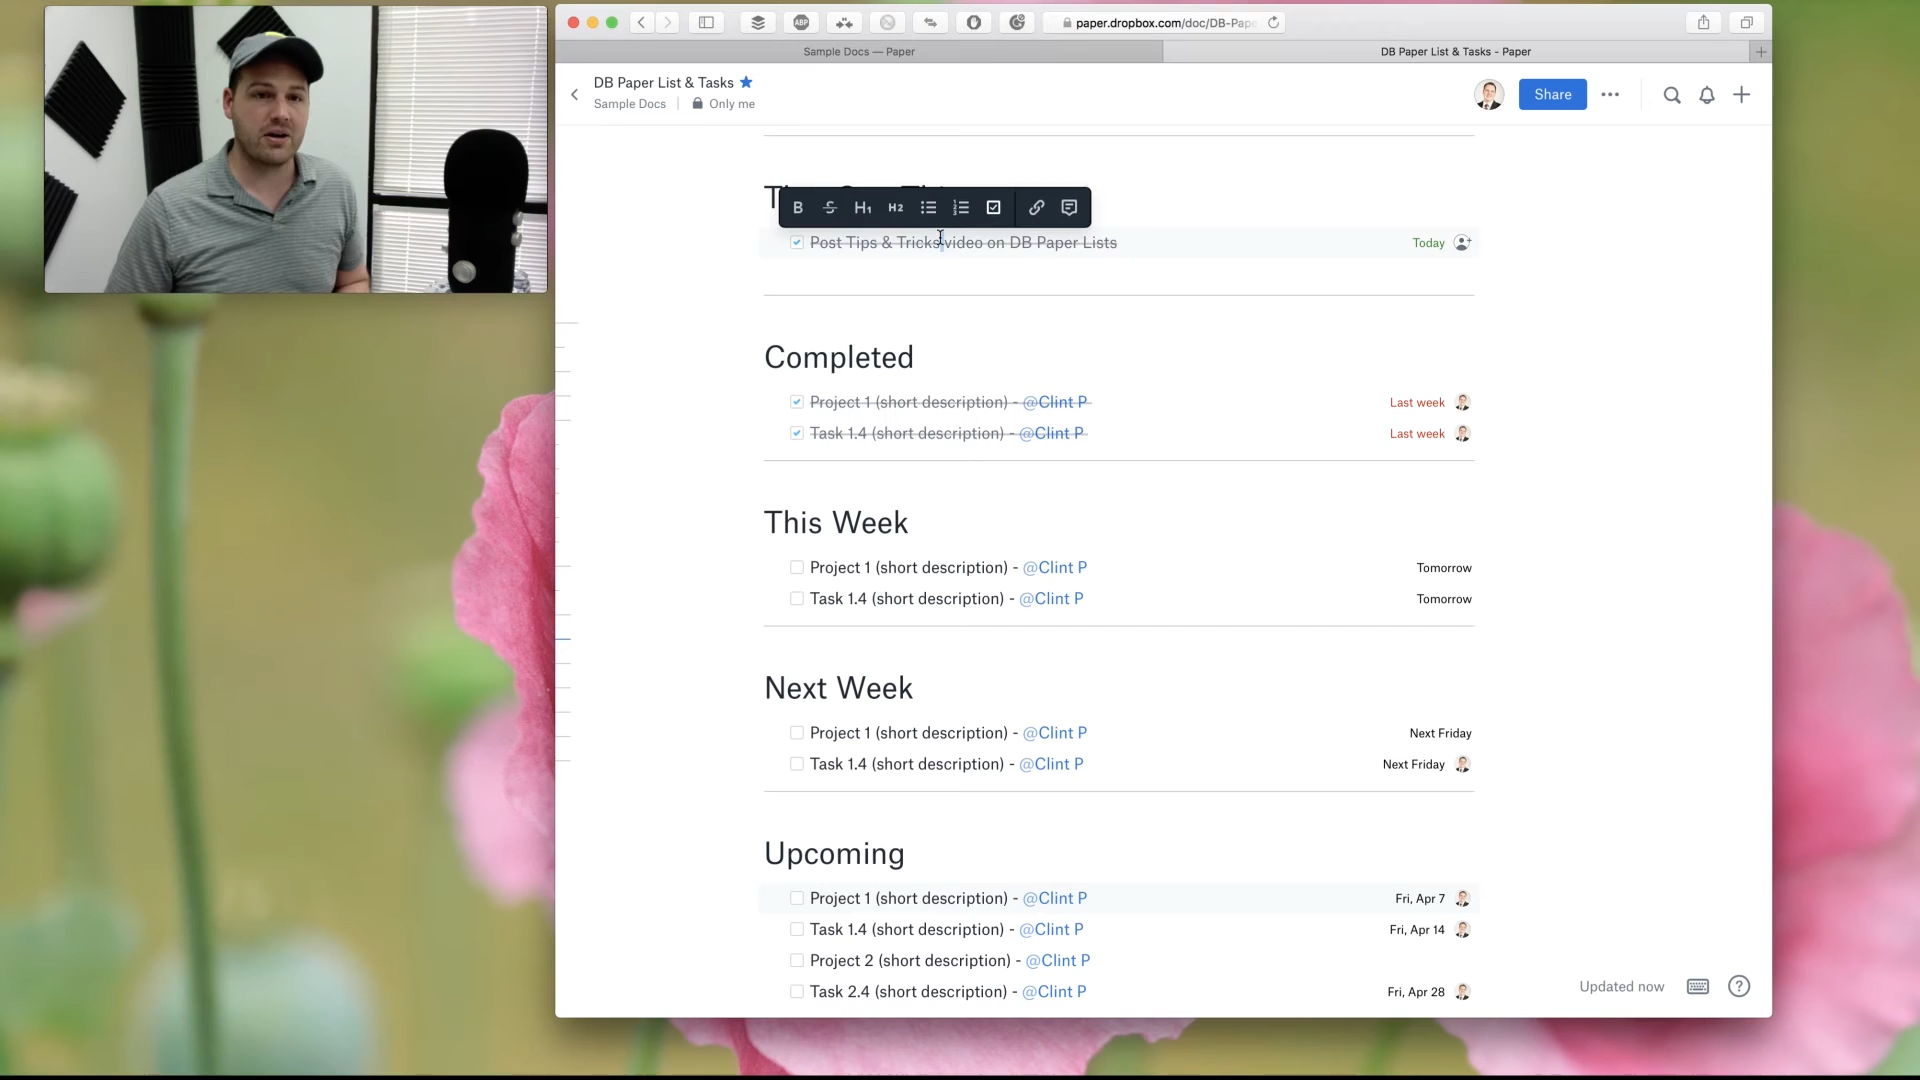 ABP
paper.dropbox.com/doc/DB-Pape
Sample Docs — Paper
DB Paper List & Tasks - Paper
DB Paper List & Tasks
Sample Docs
Only me
Share
B S H1 H2
Post Tips & Tricks video on DB Paper Lists
Today
Completed
Project 1 (short description) - @Clint P
Last week
Task 1.4 (short description) - @Clint P
Last week
This Week
Project 1 (short description) - @Clint P
Tomorrow
Task 1.4 (short description) - @Clint P
Tomorrow
Next Week
Project 1 (short description) - @Clint P
Next Friday
Task 1.4 (short description) - @Clint P
Next Friday
Upcoming
Project 1 (short description) - @Clint P
Fri, Apr 7
Task 1.4 (short description) - @Clint P
Fri, Apr 14
Project 2 (short description) - @Clint P
Task 2.4 (short description) - @Clint P
Fri, Apr 28
Updated now
?